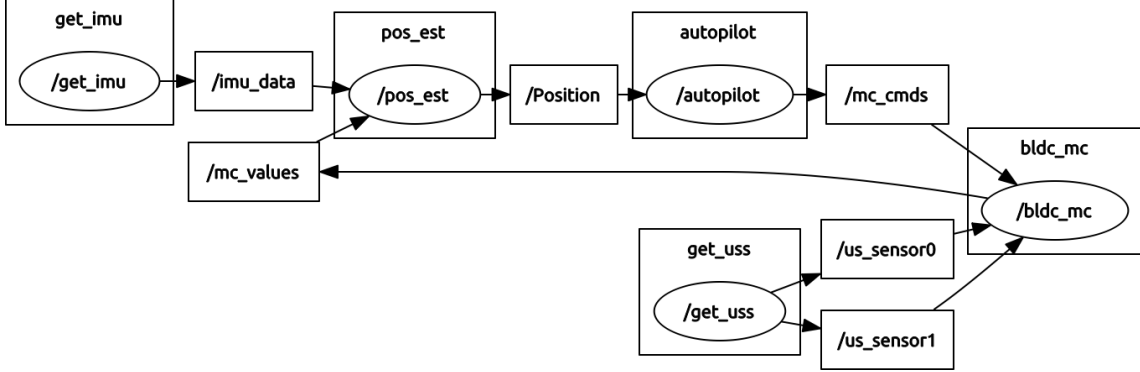 get_imu
/get_imu
/imu_data
/mc_values
pos_est
/pos_est
/Position
autopilot
/autopilot
/mc_cmds
bldc_mc
/bldc_mc
get_uss
/get_uss
/us_sensor0
/us_sensor1